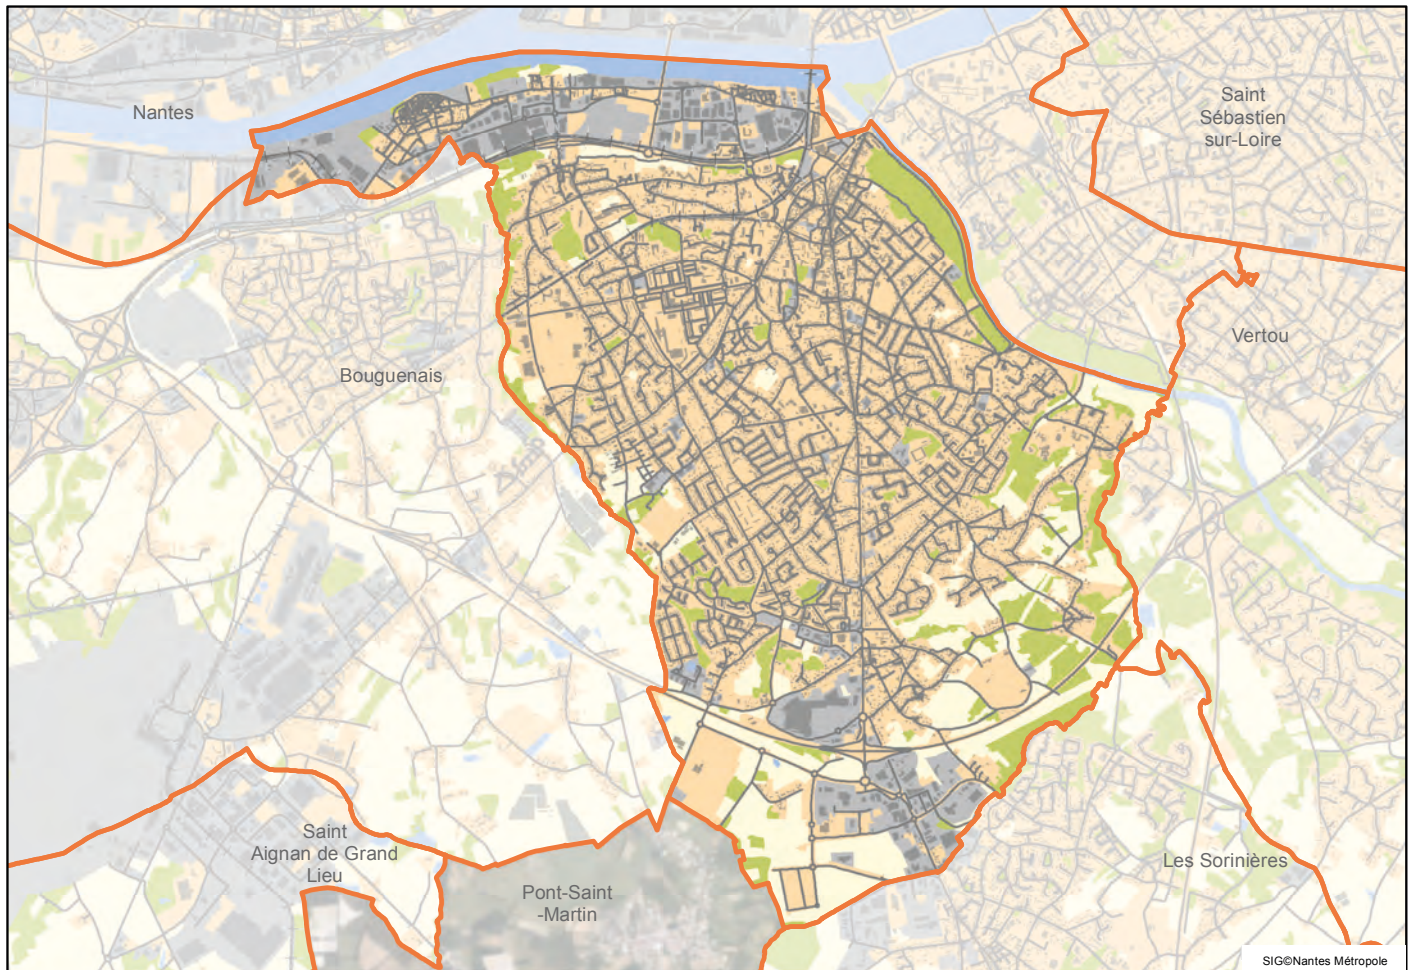 Nantes
Saint
Sébastien
sur-Loire
Vertou
Bouguenais
Saint
Aignan de Grand
Lieu
Pont-Saint
-Martin
Les Sorinières
SIG©Nantes Métropole